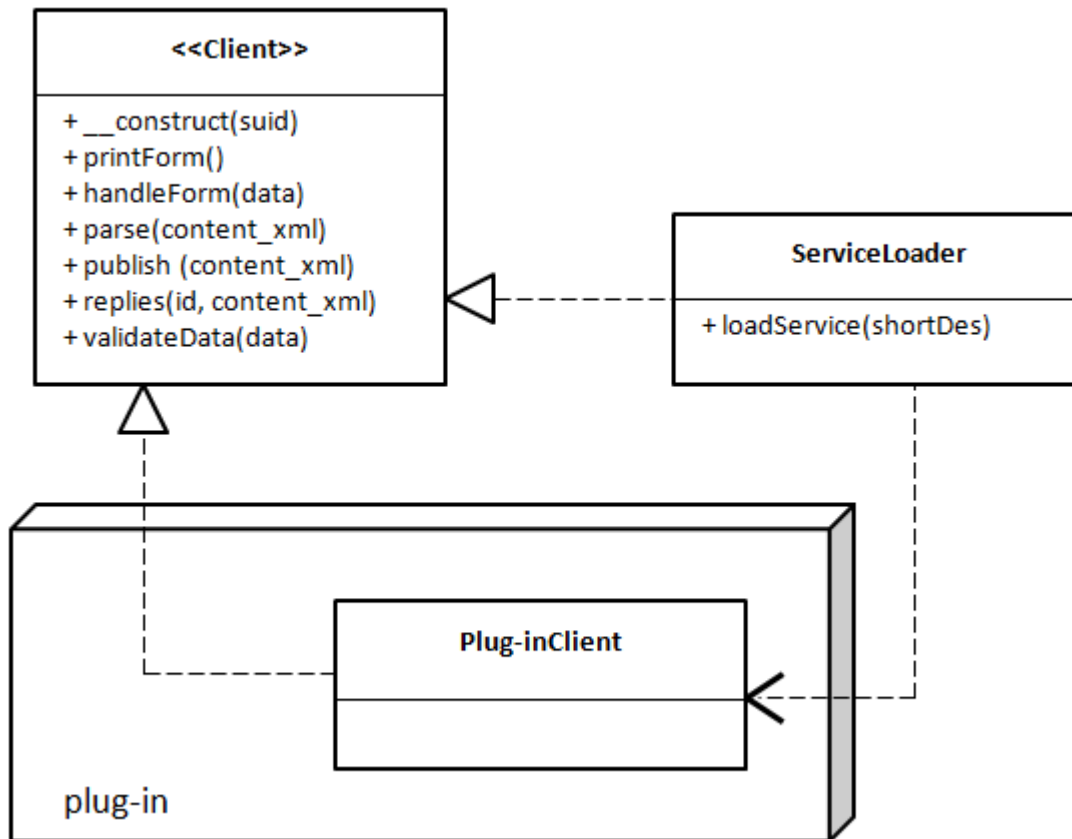 <<Client>>
+ __construct(suid)
+ printForm()
+ handleForm(data)
+ parse(content_xml)
+ publish (content_xml)
+ replies(id, content_xml)
+ validateData(data)
ServiceLoader
+ loadService(shortDes)
Plug-inClient
plug-in